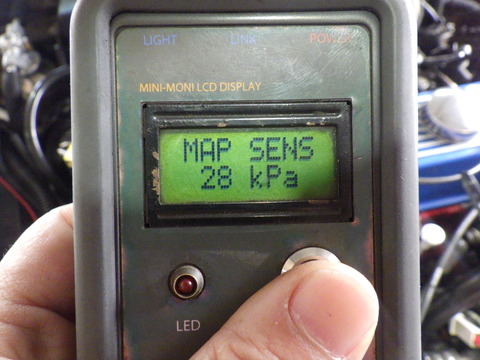 LIGHT LINK POWER
MINI-MONI LCD DISPLAY
MAP SENS
28 kPa
LED